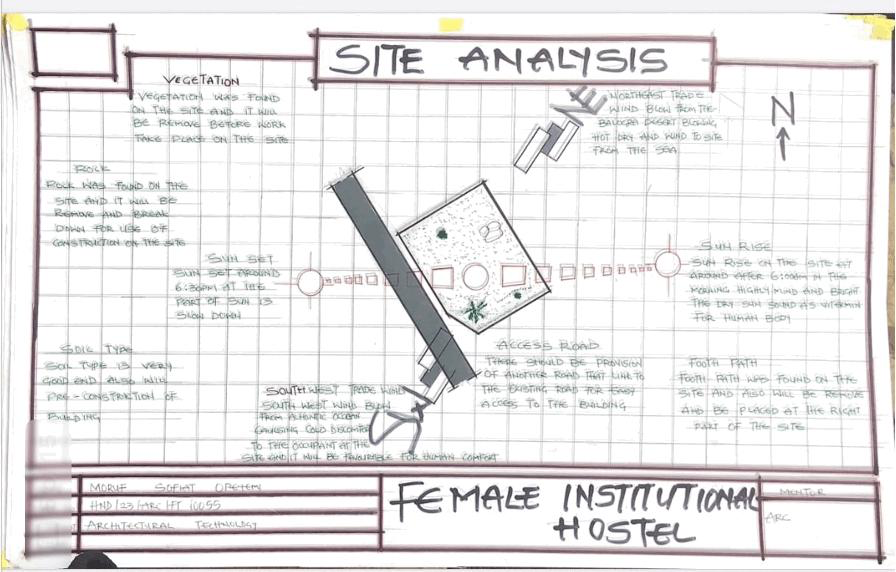 SITE ANALYSIS
VEGETATION
VEGETATION WAS FOUND
ON THE SITE AND IT WILL
BE REMOVE BEFORE WORK
TAKE PLACE ON THE SITE
NE
NORTHEAST TRADE
WIND BLOW FROM THE
DESERT BLOWING
HOT DRY AND WIND TO SITE
FROM THE SEA
N
ROCK
ROCK WAS FOUND ON THE
SITE AND IT WILL BE
REMOVE AND BREAK
DOWN FOR USE OF
CONSTRUCTION ON THE SITE
SUN SET
SUN SET AROUND
6:30PM AT THE
PART OF SUN IS
SLOW DOWN
SUN RISE
SUN RISE ON THE SITE AT
AROUND AFTER 6:00am IN THE
MORNING HIGHLY MIND AND BRIGHT
THE DRY SUN SOUND AS VITERMIN
FOR HUMAN BODY
SOIL TYPE
SOIL TYPE IS VERY
GOOD AND ALSO WILL
PRE-CONSTRUCTION OF
BUILDING
SOUTH WEST TRADE WIND
SOUTH WEST WIND BLOW
FROM ATLANTIC OCEAN
CAUSING COLD DISCOMFORT
TO THE OCCUPANT AT THE
SITE AND IT WILL BE FAVOURABLE FOR HUMAN COMFORT
SW
ACCESS ROAD
THERE SHOULD BE PROVISION
OF ANOTHER ROAD THAT LINK TO
THE EXISTING ROAD FOR EASY
ACCESS TO THE BUILDING
FOOTH PATH
FOOTH PATH WAS FOUND ON THE
SITE AND ALSO WILL BE REMOVE
AND BE PLACED AT THE RIGHT
PART OF THE SITE
MORUF SOFIAT OPEYEMI
HND/23/ARC/FT/0055
ARCHITECTURAL TECHNOLOGY
FEMALE INSTITUTIONAL
HOSTEL
MENTOR
ARC